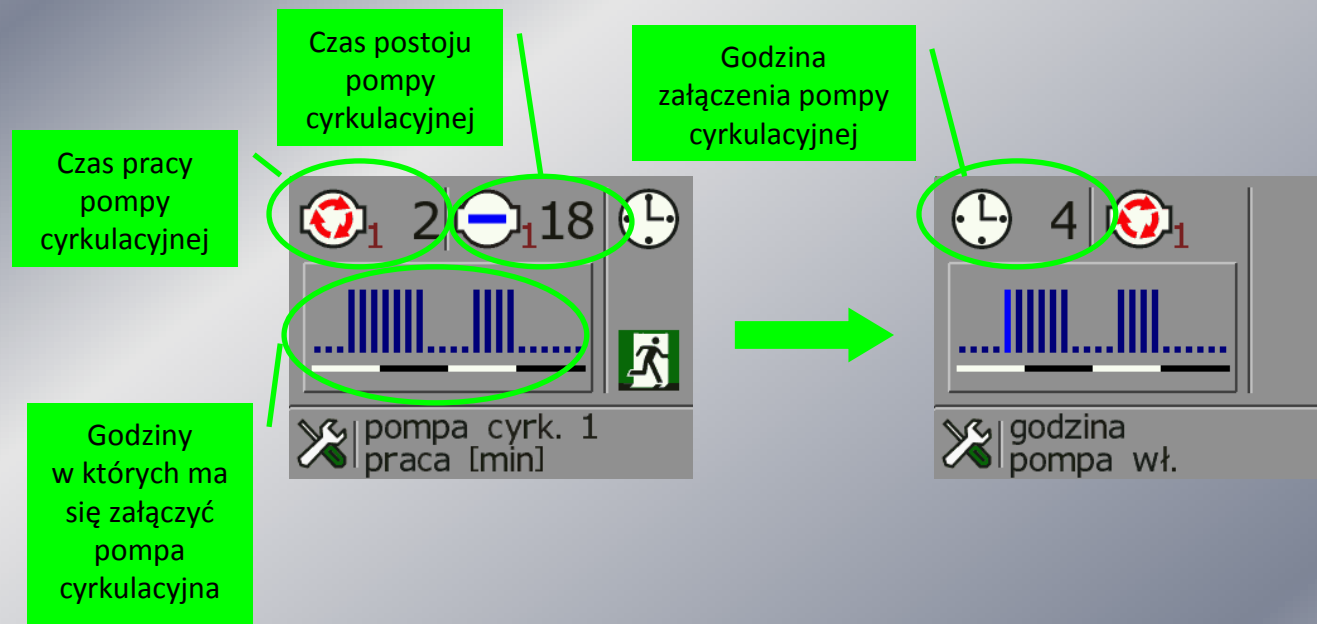 Czas postoju
pompy
cyrkulacyjnej
Godzina
załączenia pompy
cyrkulacyjnej
Czas pracy
pompy
cyrkulacyjnej
1 2 1 18
4 1
pompa cyrk. 1
praca [min]
godzina
pompa wł.
Godziny
w których ma
się załączyć
pompa
cyrkulacyjna